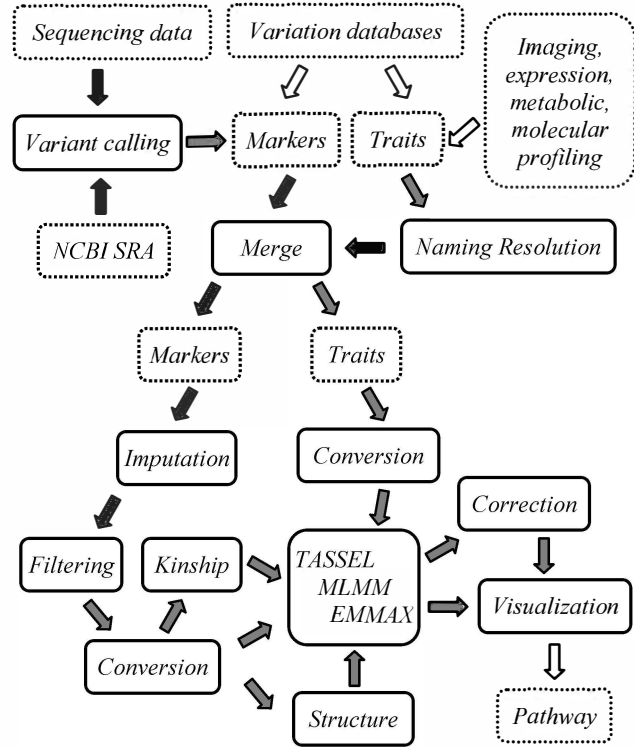 Sequencing data
Variation databases
Imaging,
expression,
metabolic,
molecular
profiling
Variant calling
Markers
Traits
NCBI SRA
Merge
Naming Resolution
Markers
Traits
Imputation
Conversion
Correction
Filtering
Kinship
TASSEL
MLMM
EMMAX
Visualization
Conversion
Structure
Pathway